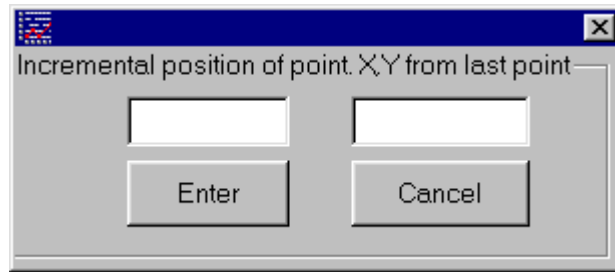 Incremental position of point. X,Y from last point
Enter
Cancel